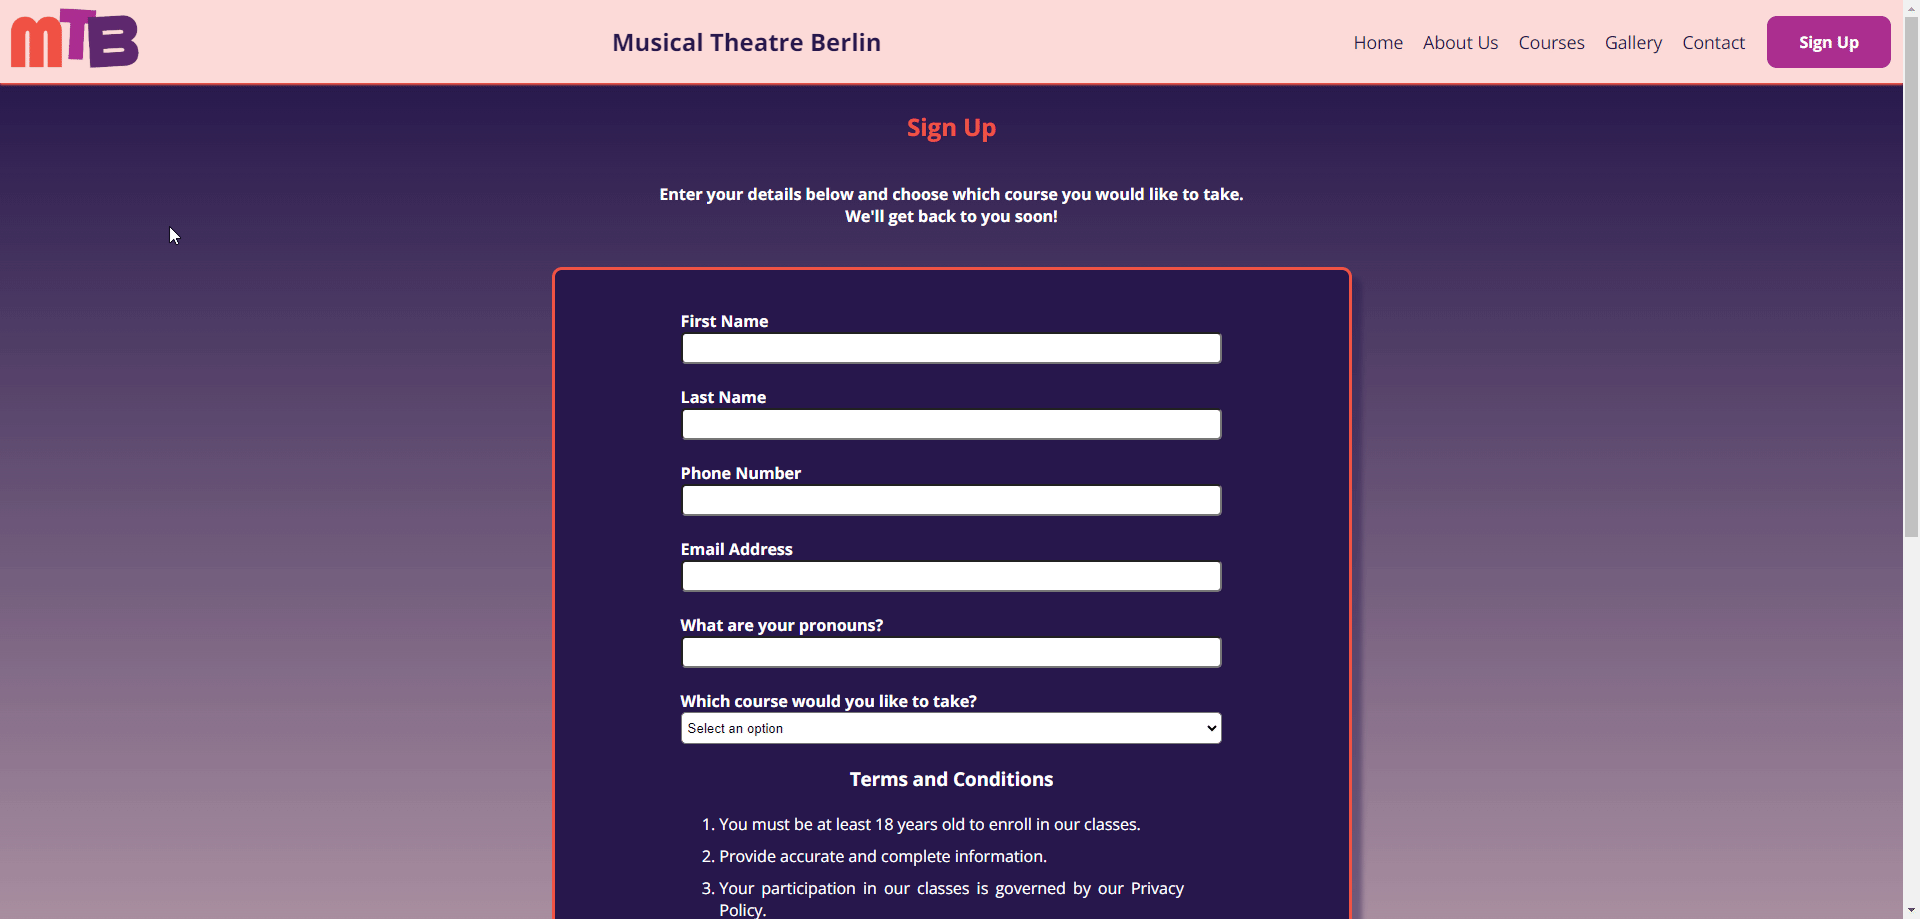 MTB
Musical Theatre Berlin
Home About Us Courses Gallery Contact Sign Up
Sign Up
Enter your details below and choose which course you would like to take.
We'll get back to you soon!
First Name
Last Name
Phone Number
Email Address
What are your pronouns?
Which course would you like to take?
Select an option
Terms and Conditions
1. You must be at least 18 years old to enroll in our classes.
2. Provide accurate and complete information.
3. Your participation in our classes is governed by our Privacy
Policy.